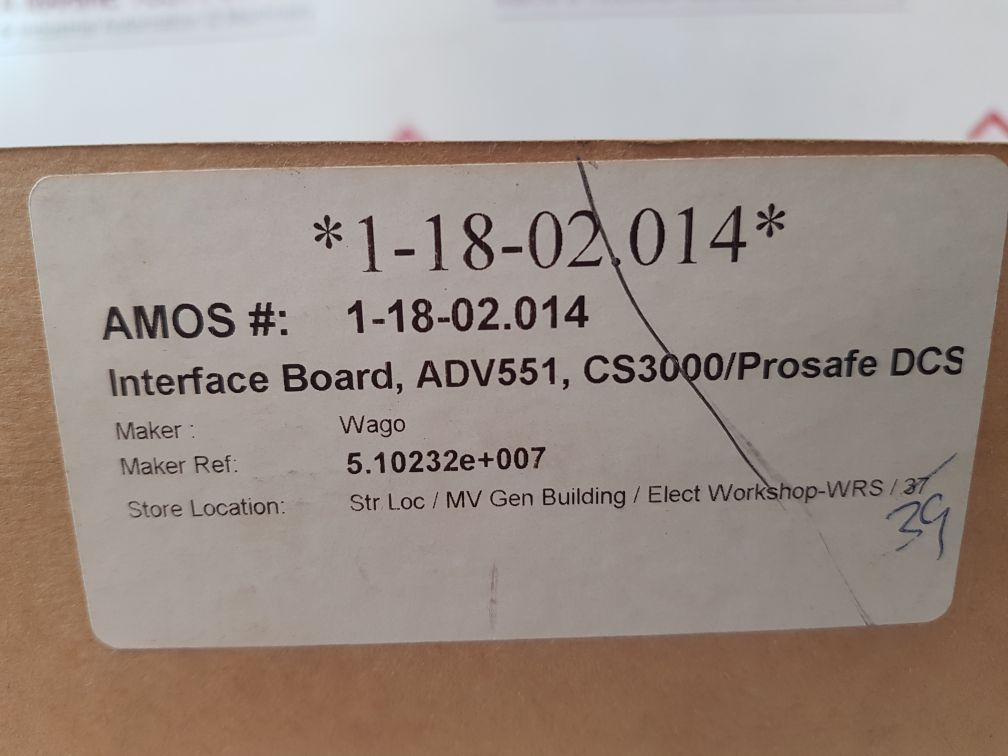 *1-18-02.014*
AMOS #: 1-18-02.014
Interface Board, ADV551, CS3000/Prosafe DCS
Maker : Wago
Maker Ref: 5.10232e+007
Store Location: Str Loc / MV Gen Building / Elect Workshop-WRS / 37
39